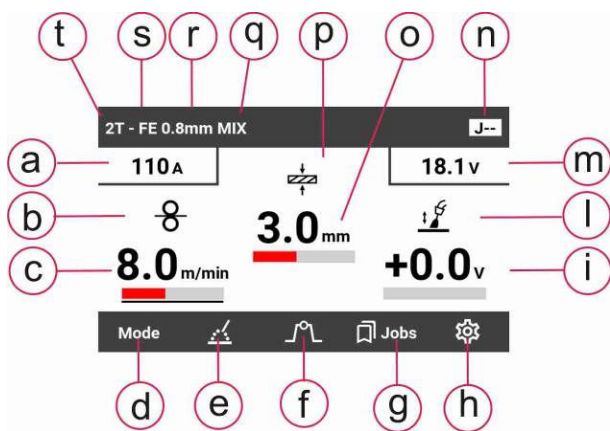 t s r q p o n
2T - FE 0.8mm MIX J--
a 110A 18.1V m
b l
3.0mm
c 8.0m/min +0.0V i
Mode Jobs
d e f g h